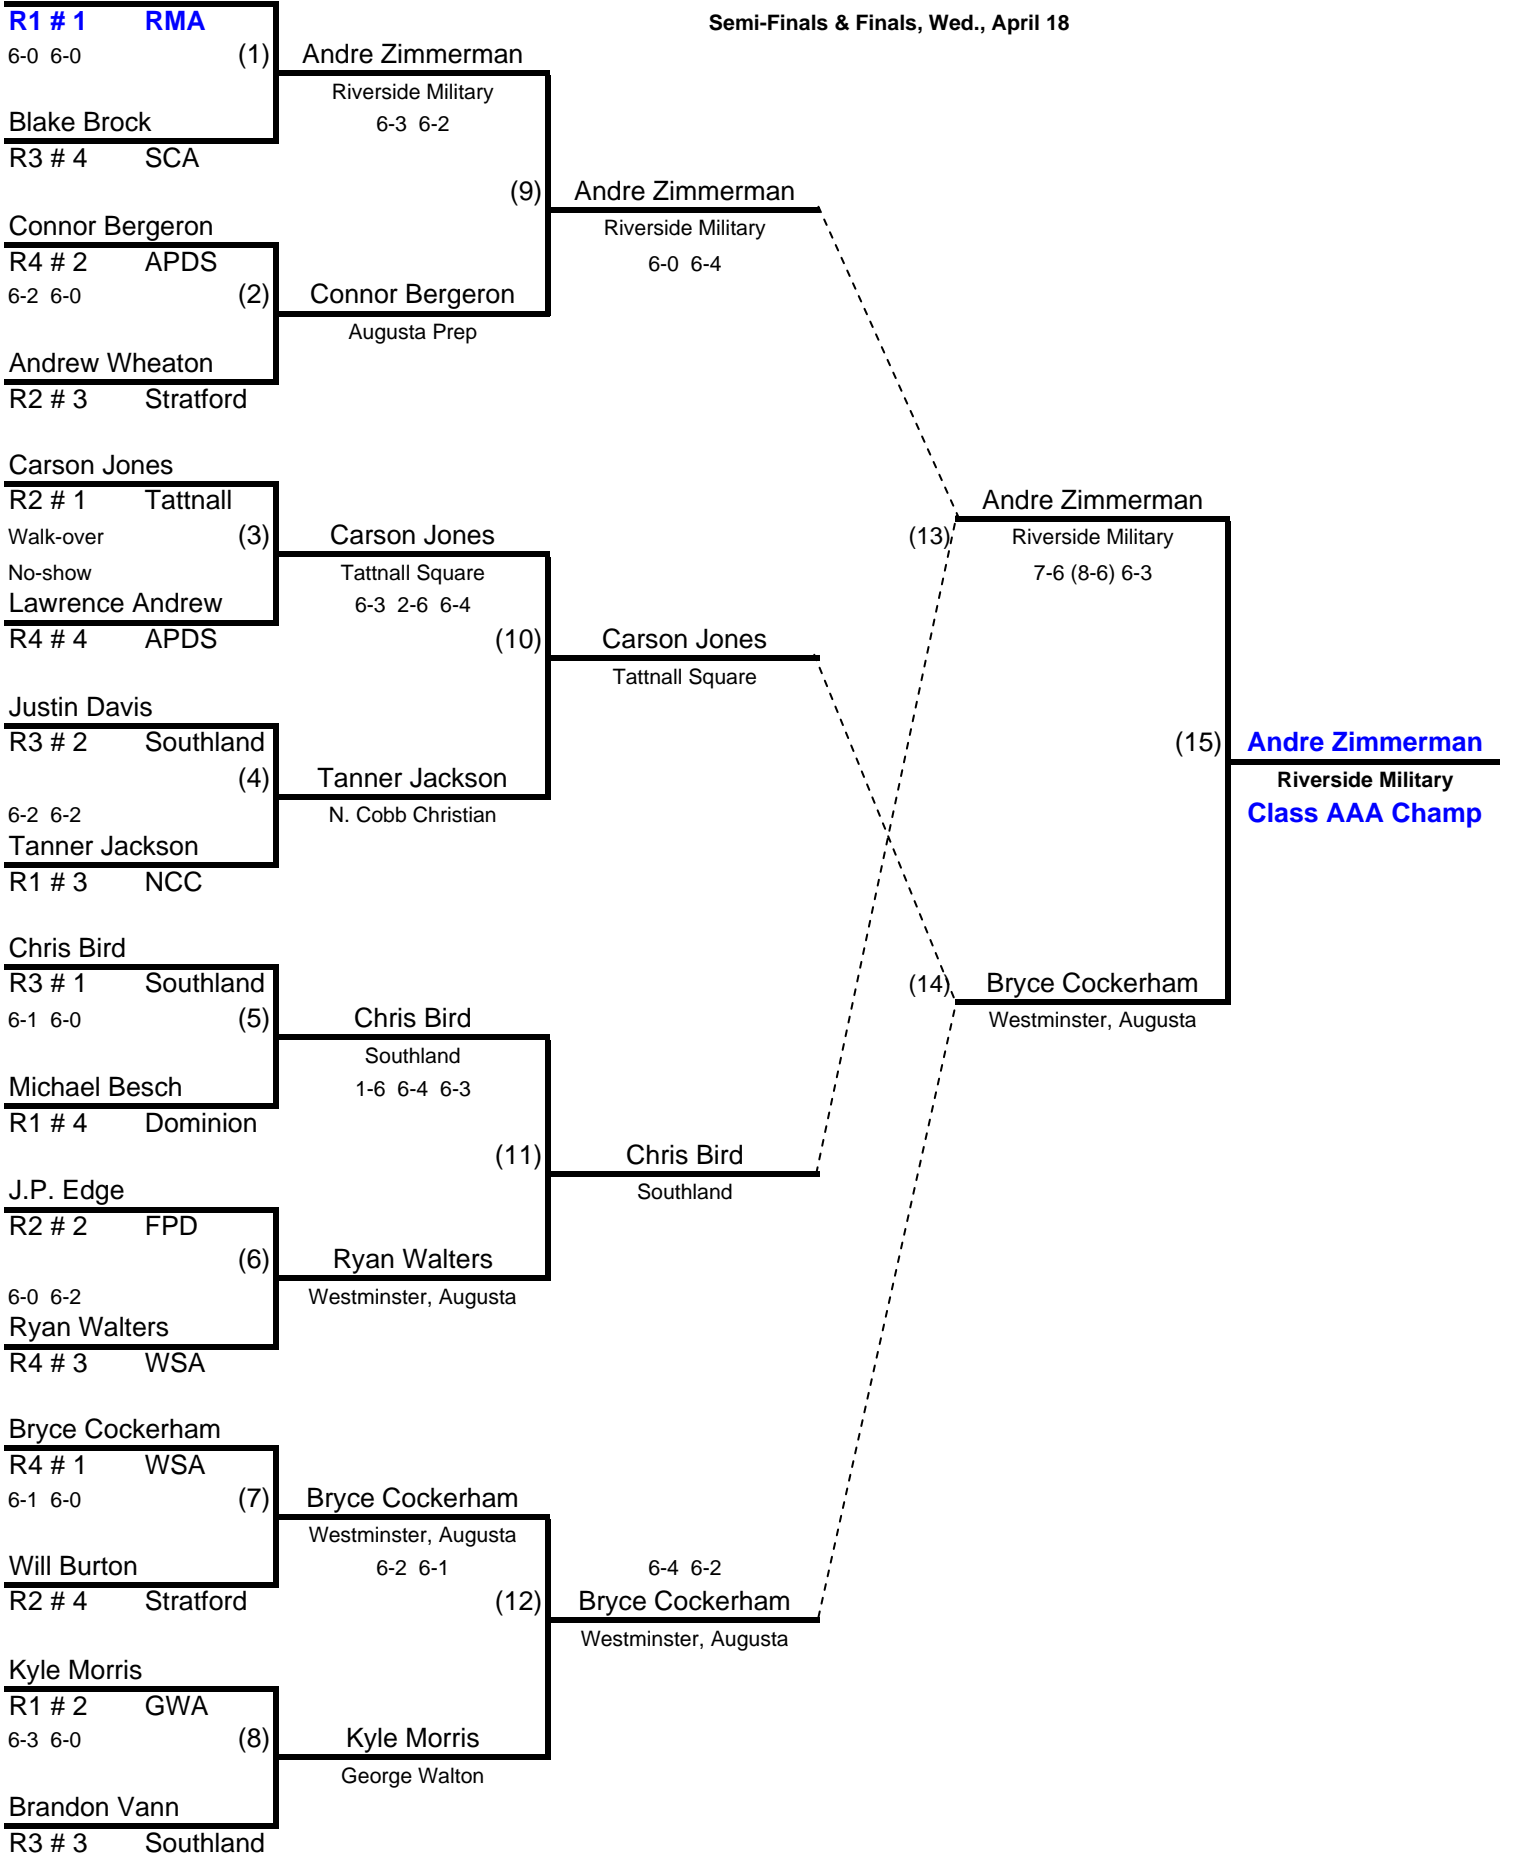 R1 # 1 RMA
Semi-Finals & Finals, Wed., April 18
6-0 6-0 (1) Andre Zimmerman
Riverside Military
Blake Brock 6-3 6-2
R3 # 4 SCA
(9) Andre Zimmerman
Connor Bergeron Riverside Military
R4 # 2 APDS 6-0 6-4
6-2 6-0 (2) Connor Bergeron
Augusta Prep
Andrew Wheaton
R2 # 3 Stratford
Carson Jones
R2 # 1 Tattnall Andre Zimmerman
Walk-over (3) Carson Jones (13) Riverside Military
No-show Tattnall Square 7-6 (8-6) 6-3
Lawrence Andrew 6-3 2-6 6-4
R4 # 4 APDS (10) Carson Jones
Tattnall Square
Justin Davis
R3 # 2 Southland (15) Andre Zimmerman
(4) Tanner Jackson Riverside Military
6-2 6-2 N. Cobb Christian Class AAA Champ
Tanner Jackson
R1 # 3 NCC
Chris Bird
R3 # 1 Southland (14) Bryce Cockerham
6-1 6-0 (5) Chris Bird Westminster, Augusta
Southland
Michael Besch 1-6 6-4 6-3
R1 # 4 Dominion
(11) Chris Bird
J.P. Edge Southland
R2 # 2 FPD
(6) Ryan Walters
6-0 6-2 Westminster, Augusta
Ryan Walters
R4 # 3 WSA
Bryce Cockerham
R4 # 1 WSA
6-1 6-0 (7) Bryce Cockerham
Westminster, Augusta
Will Burton 6-2 6-1 6-4 6-2
R2 # 4 Stratford (12) Bryce Cockerham
Westminster, Augusta
Kyle Morris
R1 # 2 GWA
6-3 6-0 (8) Kyle Morris
George Walton
Brandon Vann
R3 # 3 Southland